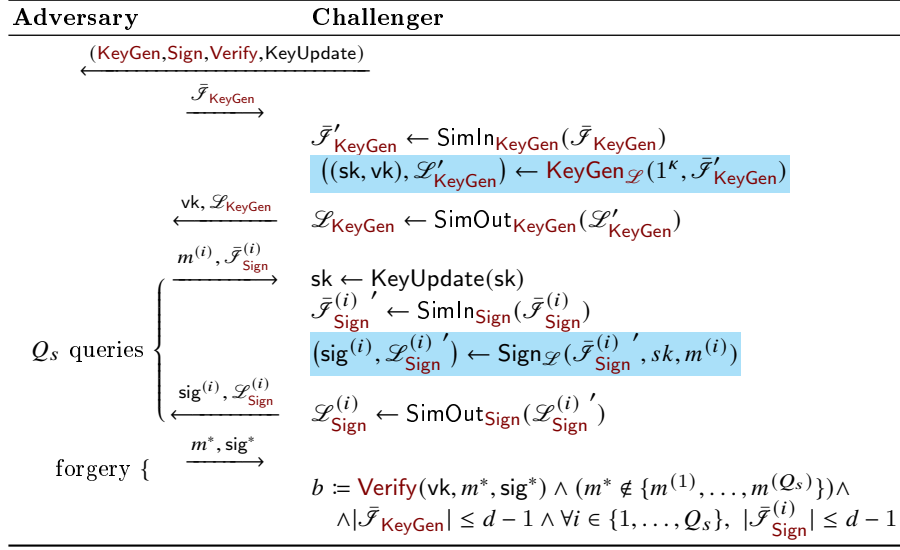 Adversary Challenger
(KeyGen,Sign,Verify,KeyUpdate)
ℐ̄_KeyGen
ℐ̄′_KeyGen ← SimIn_KeyGen(ℐ̄_KeyGen)
((sk, vk), ℒ′_KeyGen) ← KeyGen_ℒ(1^κ, ℐ̄′_KeyGen)
vk, ℒ_KeyGen ℒ_KeyGen ← SimOut_KeyGen(ℒ′_KeyGen)
m^(i), ℐ̄^(i)_Sign
sk ← KeyUpdate(sk)
ℐ̄^(i)_Sign ′ ← SimIn_Sign(ℐ̄^(i)_Sign)
Q_s queries (sig^(i), ℒ^(i)_Sign ′) ← Sign_ℒ(ℐ̄^(i)_Sign ′, sk, m^(i))
sig^(i), ℒ^(i)_Sign ℒ^(i)_Sign ← SimOut_Sign(ℒ^(i)_Sign ′)
m*, sig*
forgery {
b ≔ Verify(vk, m*, sig*) ∧ (m* ∉ {m^(1), . . . , m^(Q_s)})∧
∧|ℐ̄_KeyGen| ≤ d − 1 ∧ ∀i ∈ {1, . . . , Q_s}, |ℐ̄^(i)_Sign| ≤ d − 1